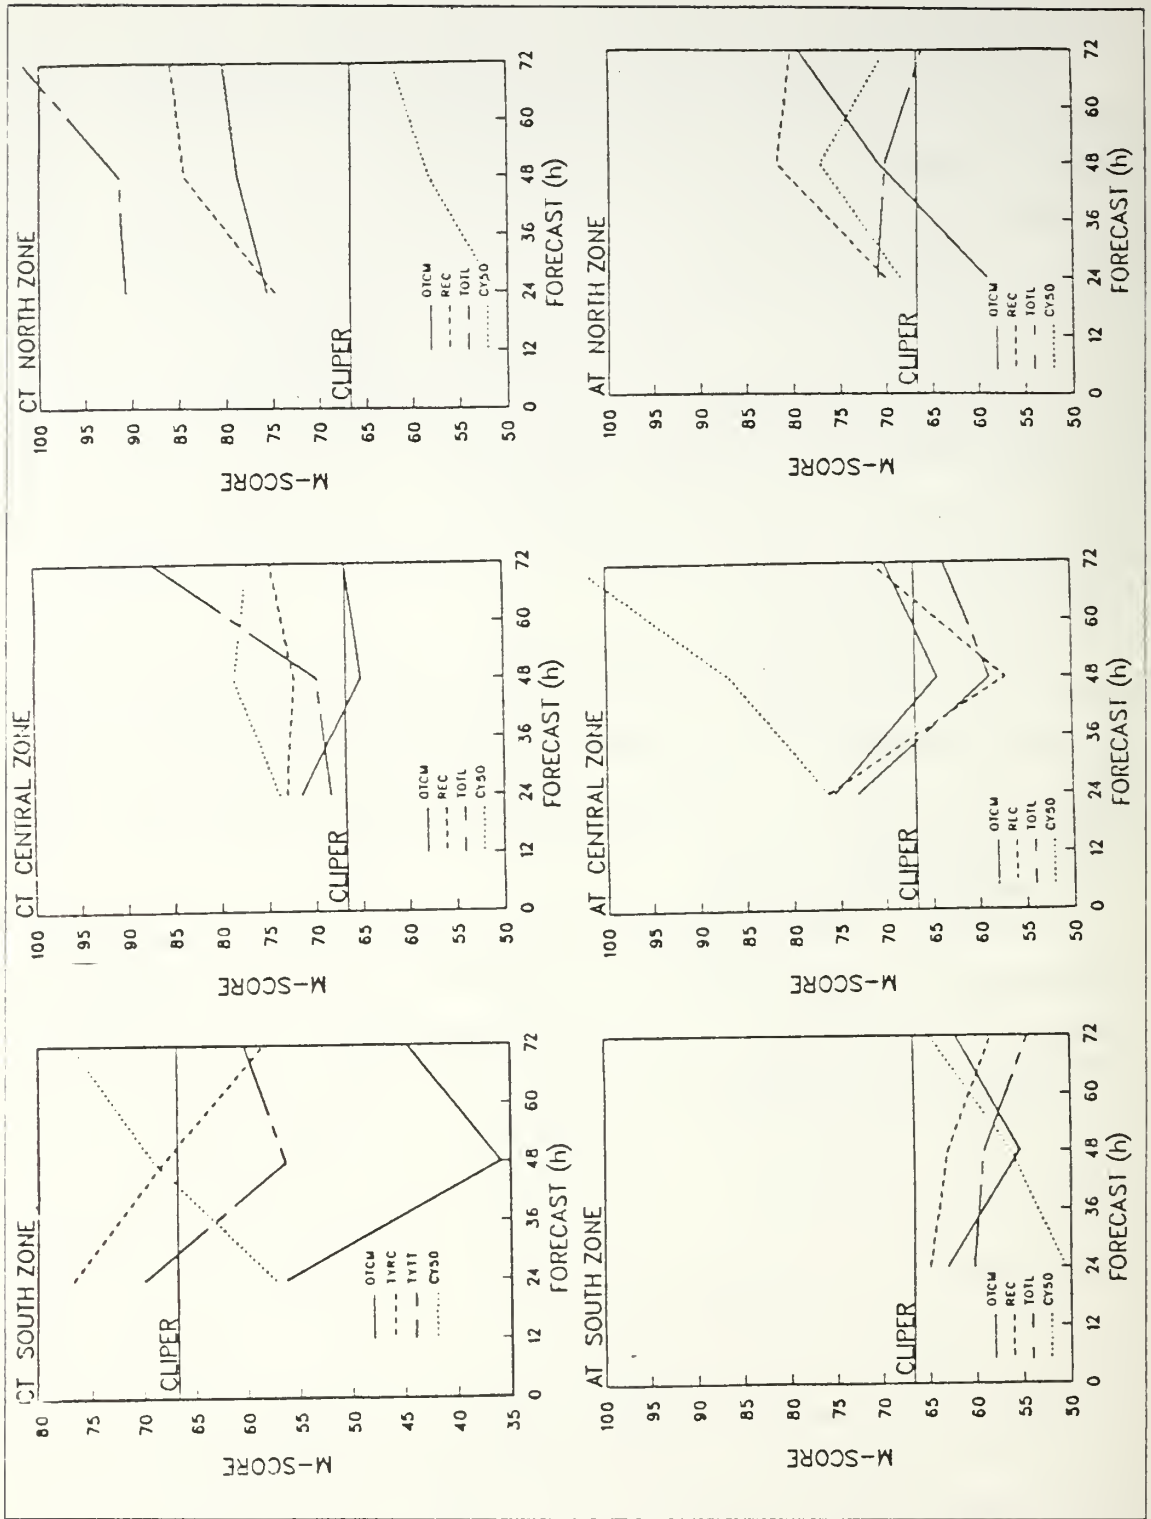 CT SOUTH ZONE
80
75
70
65
60
55
50
45
40
35
M-SCORE
CLIPER
OTCM
TYRC
TYTT
CY50
0 12 24 36 48 60 72
FORECAST (h)
CT CENTRAL ZONE
100
95
90
85
80
75
70
65
60
55
50
M-SCORE
CLIPER
OTCM
REC
TOTL
CY50
0 12 24 36 48 60 72
FORECAST (h)
CT NORTH ZONE
100
95
90
85
80
75
70
65
60
55
50
M-SCORE
CLIPER
OTCM
REC
TOTL
CY50
0 12 24 36 48 60 72
FORECAST (h)
AT SOUTH ZONE
100
95
90
85
80
75
70
65
60
55
50
M-SCORE
CLIPER
OTCM
REC
TOTL
CY50
0 12 24 36 48 60 72
FORECAST (h)
AT CENTRAL ZONE
100
95
90
85
80
75
70
65
60
55
50
M-SCORE
CLIPER
OTCM
REC
TOTL
CY50
0 12 24 36 48 60 72
FORECAST (h)
AT NORTH ZONE
100
95
90
85
80
75
70
65
60
55
50
M-SCORE
CLIPER
OTCM
REC
TOTL
CY50
0 12 24 36 48 60 72
FORECAST (h)